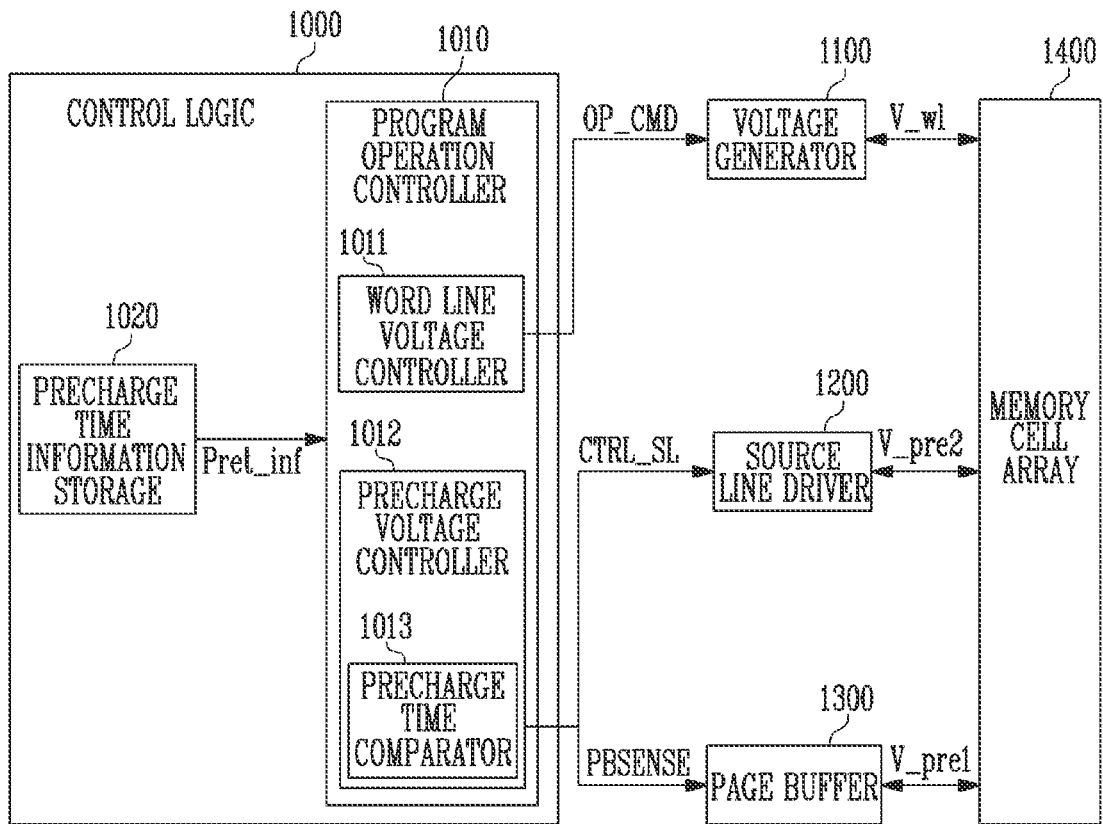 1000
CONTROL LOGIC
1010
PROGRAM
OPERATION
CONTROLLER
1011
WORD LINE
VOLTAGE
CONTROLLER
1020
PRECHARGE
TIME
INFORMATION
STORAGE
Pret_inf
1012
PRECHARGE
VOLTAGE
CONTROLLER
1013
PRECHARGE
TIME
COMPARATOR
OP_CMD
1100
VOLTAGE
GENERATOR
V_wl
CTRL_SL
1200
SOURCE
LINE DRIVER
V_pre2
PBSENSE
1300
PAGE BUFFER
V_pre1
1400
MEMORY
CELL
ARRAY